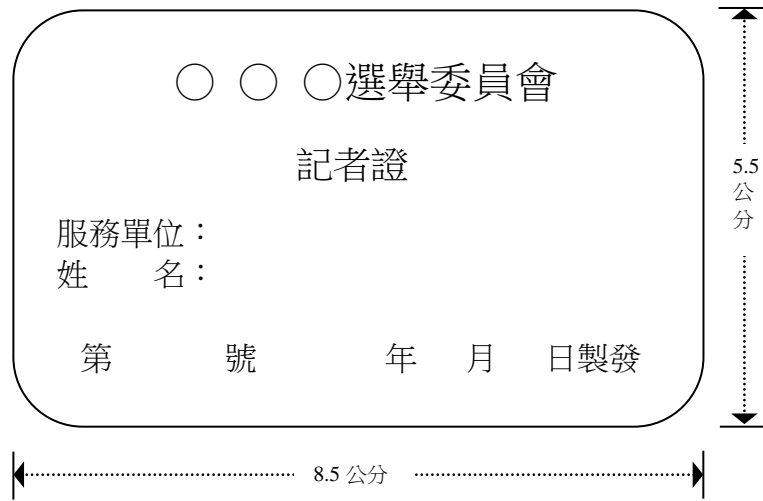 ○ ○ ○選舉委員會
記者證
服務單位：
姓　　名：
第　　　號　　　　年　月　　日製發
5.5
公
分
8.5 公分